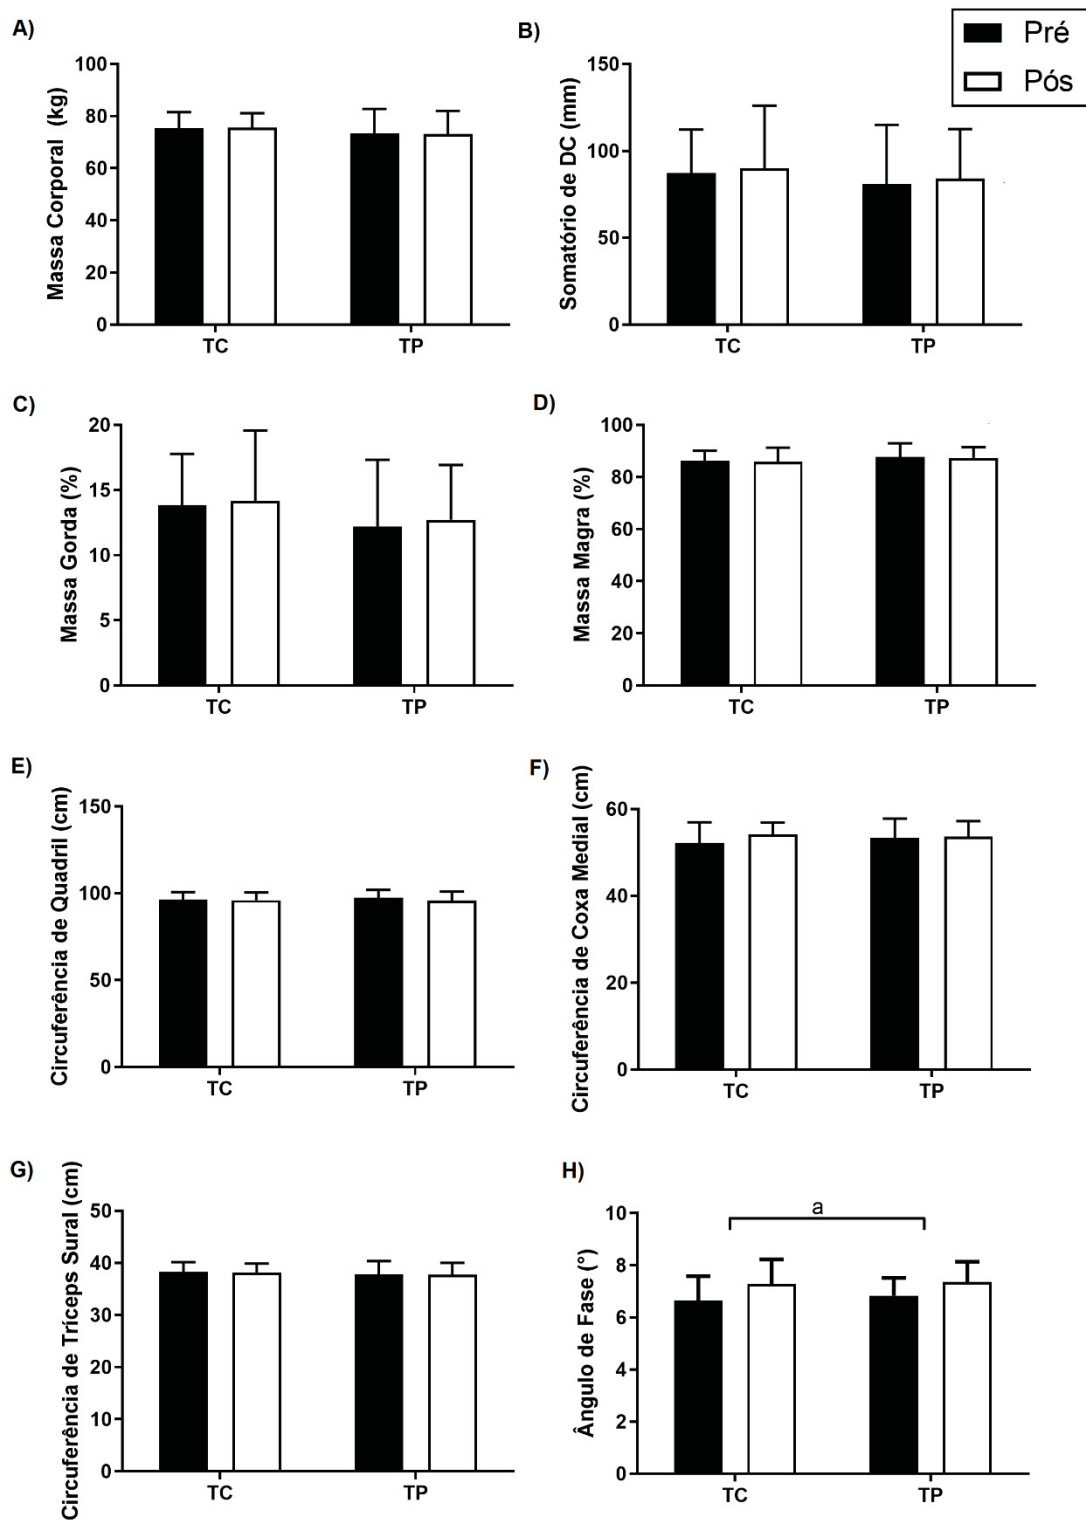 A)
Massa Corporal (kg)
100
80
60
40
20
0
TC
TP
B)
Pré
Pós
Somatório de DC (mm)
150
100
50
0
TC
TP
C)
Massa Gorda (%)
20
15
10
5
0
TC
TP
D)
Massa Magra (%)
100
80
60
40
20
0
TC
TP
E)
Circuferência de Quadril (cm)
150
100
50
0
TC
TP
F)
Circuferência de Coxa Medial (cm)
60
40
20
0
TC
TP
G)
Circuferência de Tríceps Sural (cm)
50
40
30
20
10
0
TC
TP
H)
Ângulo de Fase (°)
10
8
6
4
2
0
a
TC
TP